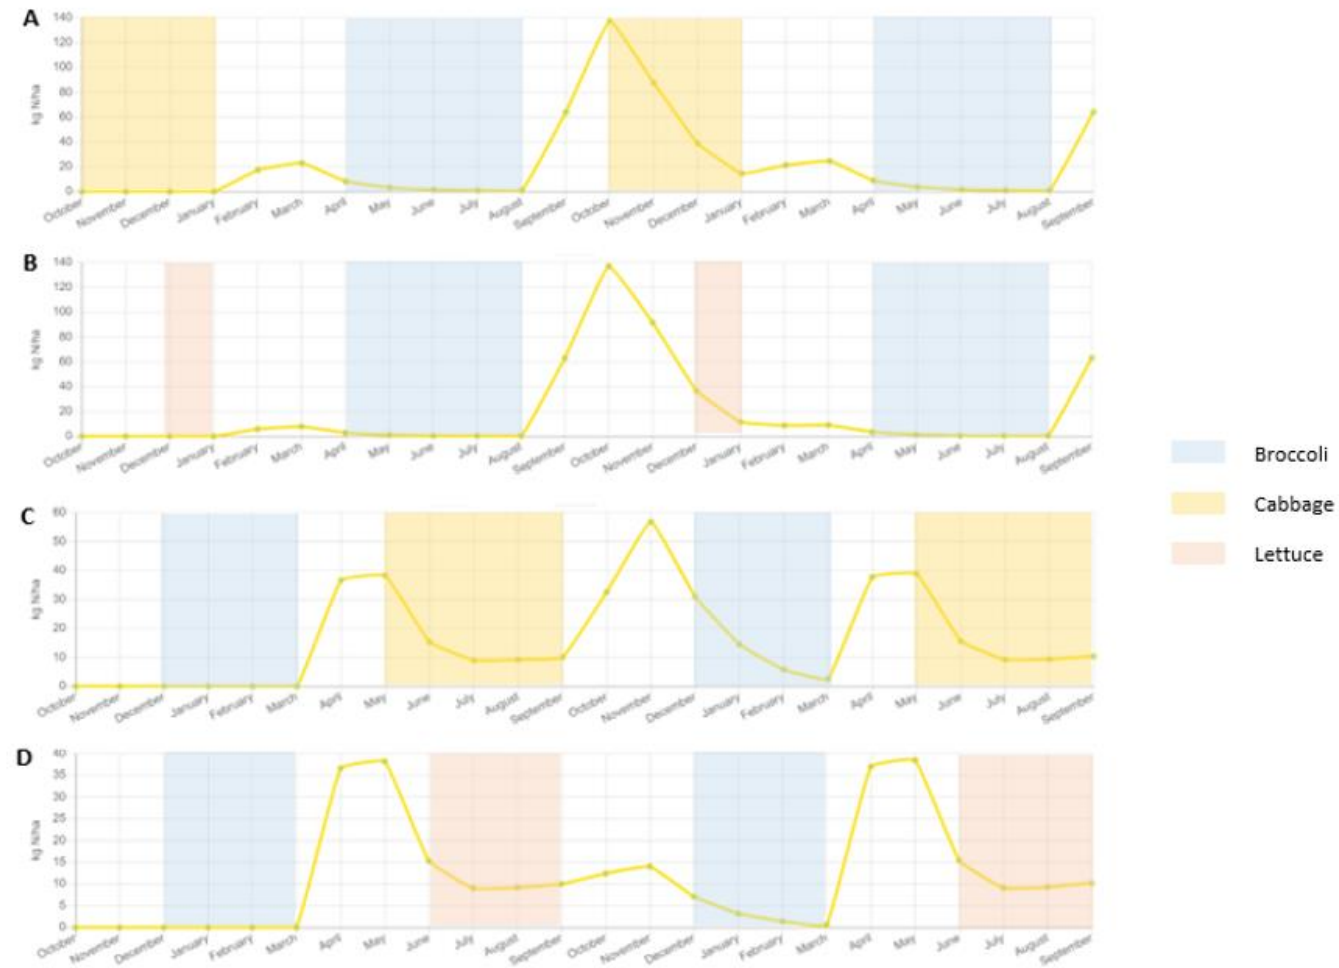 A
kg N/ha
140
120
100
80
60
40
20
0
October November December January February March April May June July August September October November December January February March April May June July August September
B
kg N/ha
140
120
100
80
60
40
20
0
October November December January February March April May June July August September October November December January February March April May June July August September
C
kg N/ha
60
50
40
30
20
10
0
October November December January February March April May June July August September October November December January February March April May June July August September
D
kg N/ha
40
35
30
25
20
15
10
5
0
October November December January February March April May June July August September October November December January February March April May June July August September
Broccoli
Cabbage
Lettuce